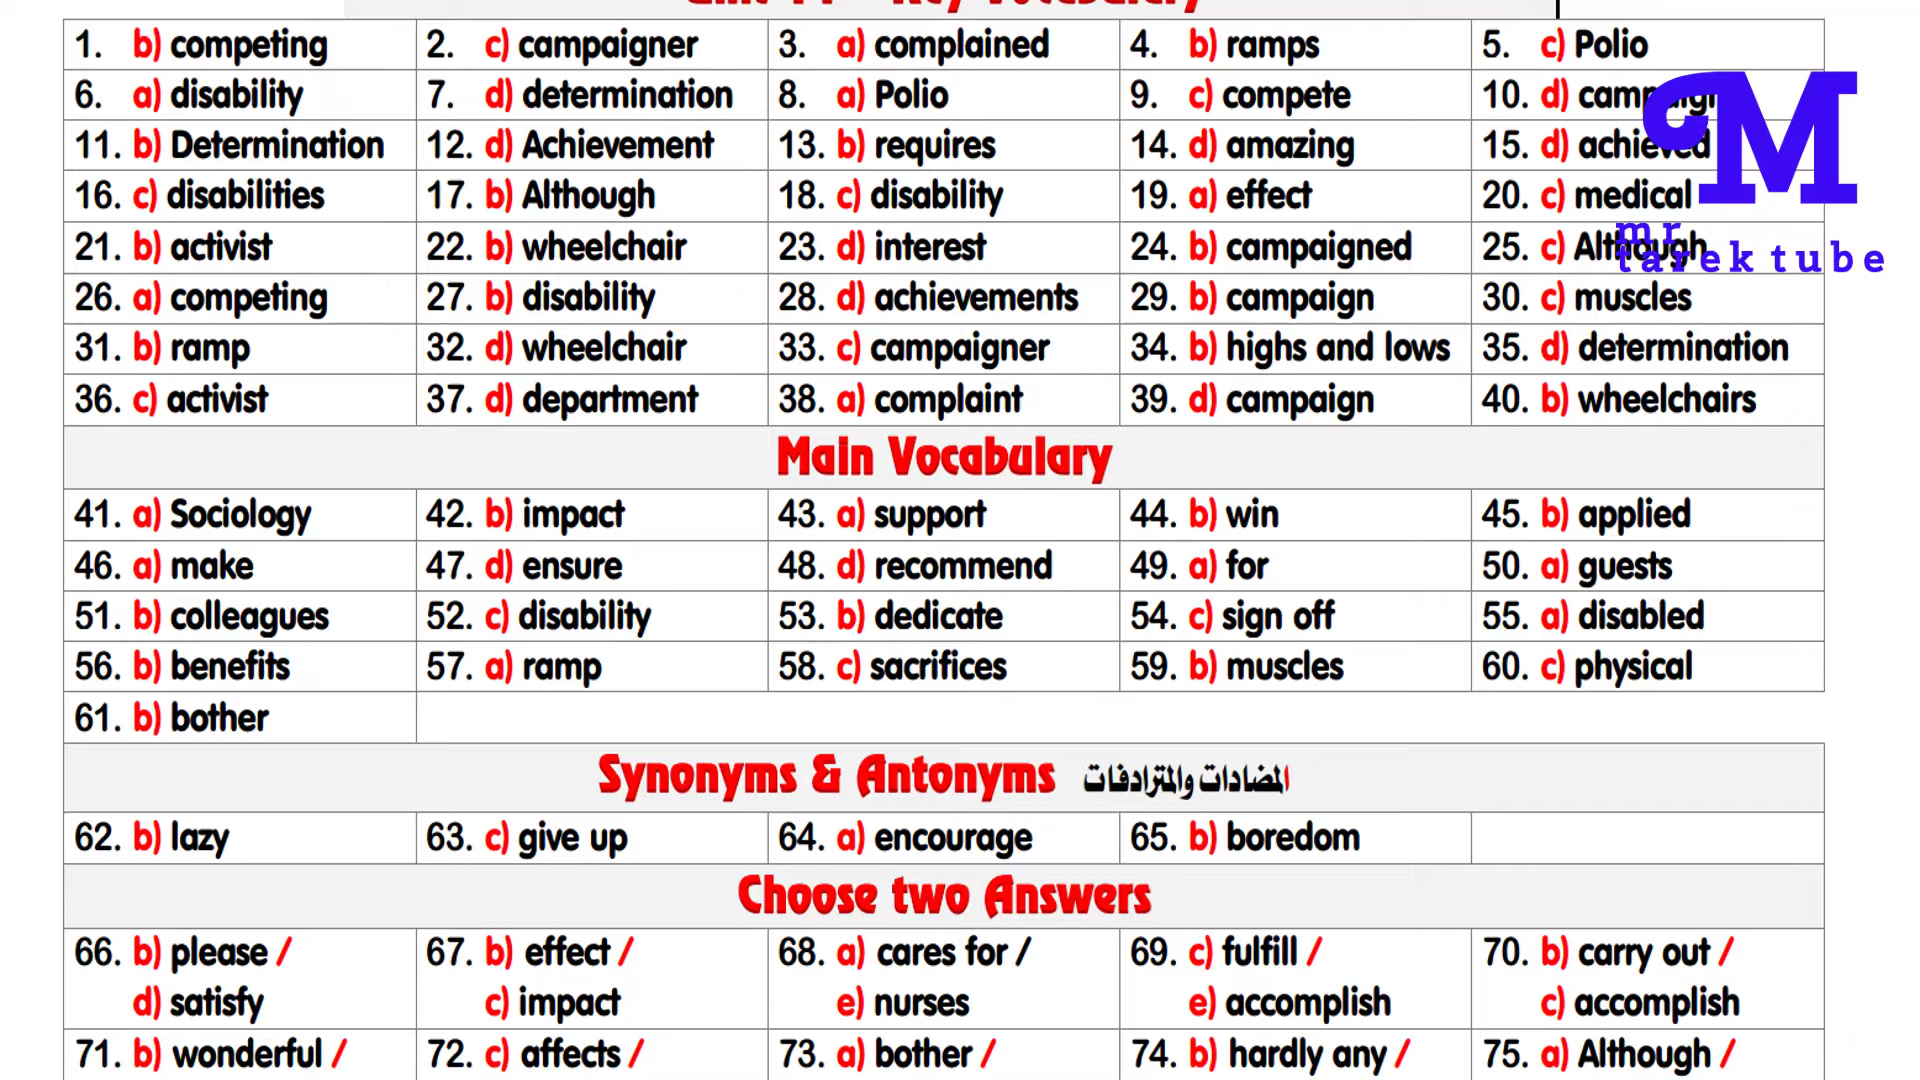 Key Vocabulary
1. b) competing 2. c) campaigner 3. a) complained 4. b) ramps 5. c) Polio
6. a) disability 7. d) determination 8. a) Polio 9. c) compete 10. d)
11. b) Determination 12. d) Achievement 13. b) requires 14. d) amazing 15. d) achieved
16. c) disabilities 17. b) Although 18. c) disability 19. a) effect 20. c) medical
21. b) activist 22. b) wheelchair 23. d) interest 24. b) campaigned 25. c) Although
26. a) competing 27. b) disability 28. d) achievements 29. b) campaign 30. c) muscles
31. b) ramp 32. d) wheelchair 33. c) campaigner 34. b) highs and lows 35. d) determination
36. c) activist 37. d) department 38. a) complaint 39. d) campaign 40. b) wheelchairs
M
mr
tarek tube
Main Vocabulary
41. a) Sociology 42. b) impact 43. a) support 44. b) win 45. b) applied
46. a) make 47. d) ensure 48. d) recommend 49. a) for 50. a) guests
51. b) colleagues 52. c) disability 53. b) dedicate 54. c) sign off 55. a) disabled
56. b) benefits 57. a) ramp 58. c) sacrifices 59. b) muscles 60. c) physical
61. b) bother
Synonyms & Antonyms المضادات والمترادفات
62. b) lazy 63. c) give up 64. a) encourage 65. b) boredom
Choose two Answers
66. b) please / 67. b) effect / 68. a) cares for / 69. c) fulfill / 70. b) carry out /
d) satisfy c) impact e) nurses e) accomplish c) accomplish
71. b) wonderful / 72. c) affects / 73. a) bother / 74. b) hardly any / 75. a) Although /